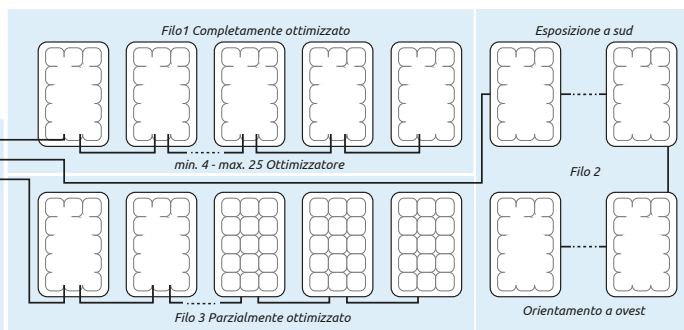 Filo1 Completamente ottimizzato
min. 4 - max. 25 Ottimizzatore
Esposizione a sud
Filo 2
Orientamento a ovest
Filo 3 Parzialmente ottimizzato